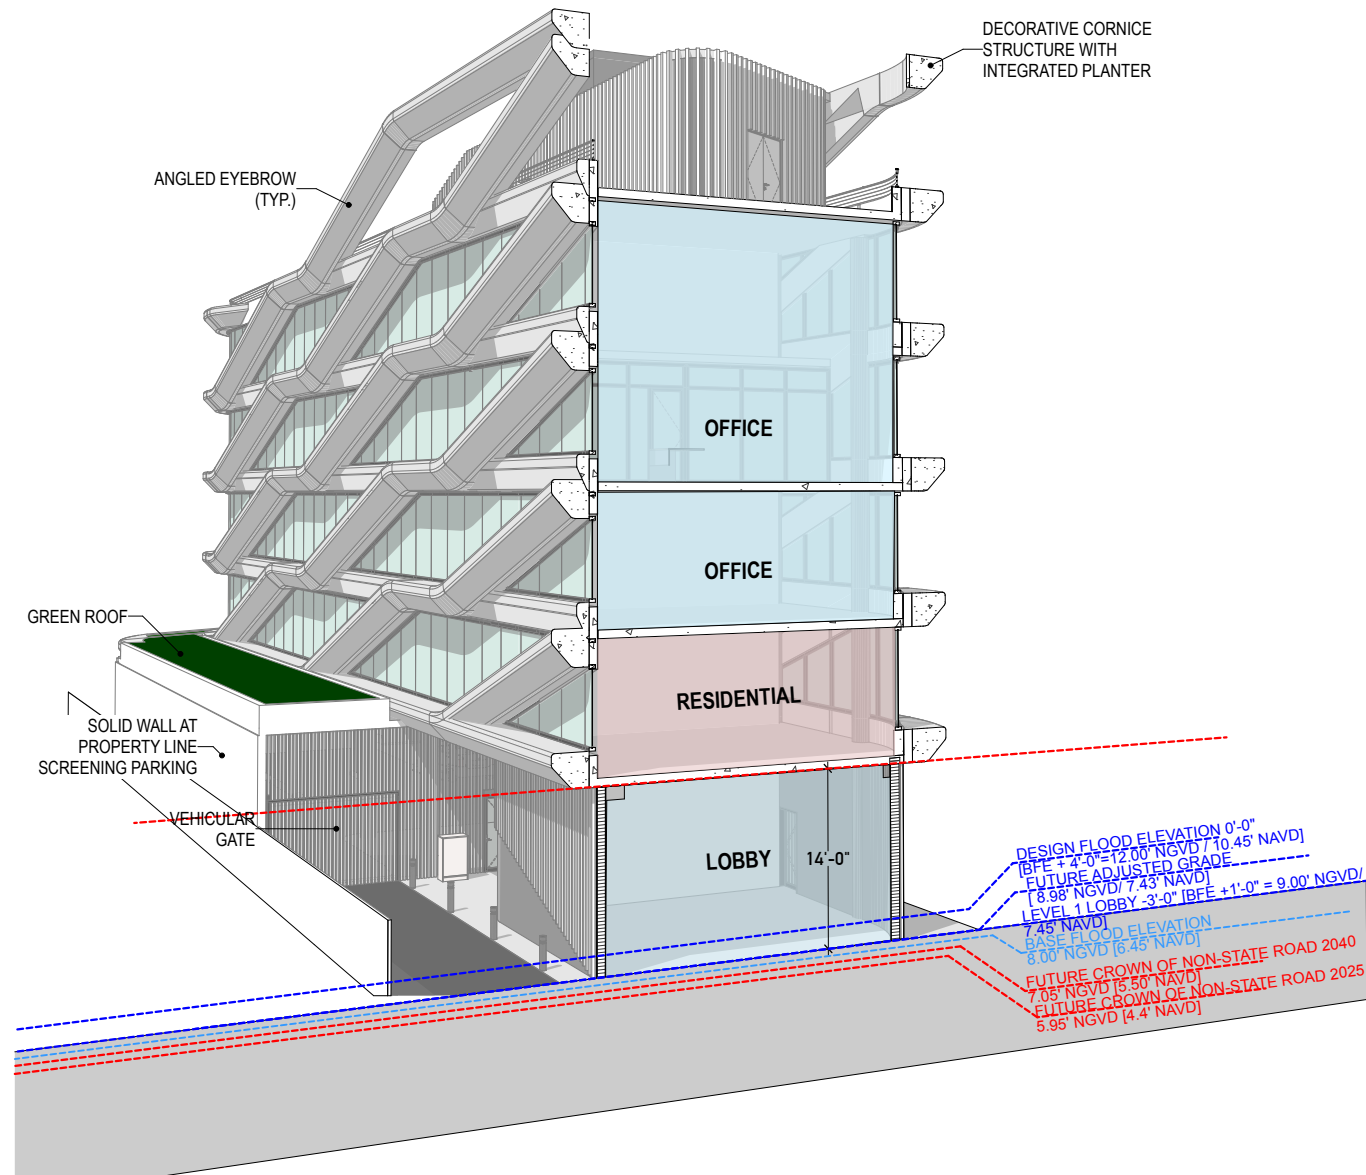 DECORATIVE CORNICE
STRUCTURE WITH
INTEGRATED PLANTER
ANGLED EYEBROW
(TYP.)
OFFICE
OFFICE
GREEN ROOF
RESIDENTIAL
SOLID WALL AT
PROPERTY LINE
SCREENING PARKING
VEHICULAR
GATE
LOBBY
14'-0"
DESIGN FLOOD ELEVATION 0'-0"
[BFE + 4'-0"=12.00' NGVD / 10.45' NAVD]
FUTURE ADJUSTED GRADE
[ 8.98' NGVD/ 7.43' NAVD]
LEVEL 1 LOBBY -3'-0" [BFE +1'-0" = 9.00' NGVD/
7.45' NAVD]
BASE FLOOD ELEVATION
8.00' NGVD [6.45' NAVD]
FUTURE CROWN OF NON-STATE ROAD 2040
7.05' NGVD [5.50' NAVD]
FUTURE CROWN OF NON-STATE ROAD 2025
5.95' NGVD [4.4' NAVD]